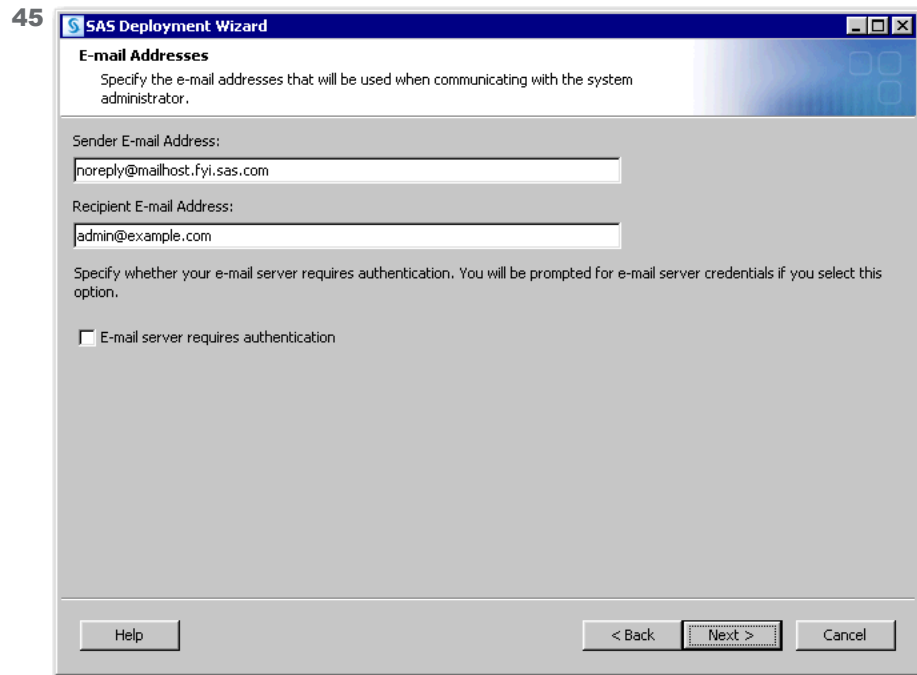 45
SAS Deployment Wizard
E-mail Addresses
Specify the e-mail addresses that will be used when communicating with the system
administrator.
Sender E-mail Address:
noreply@mailhost.fyi.sas.com
Recipient E-mail Address:
admin@example.com
Specify whether your e-mail server requires authentication. You will be prompted for e-mail server credentials if you select this
option.
E-mail server requires authentication
Help
< Back
Next >
Cancel